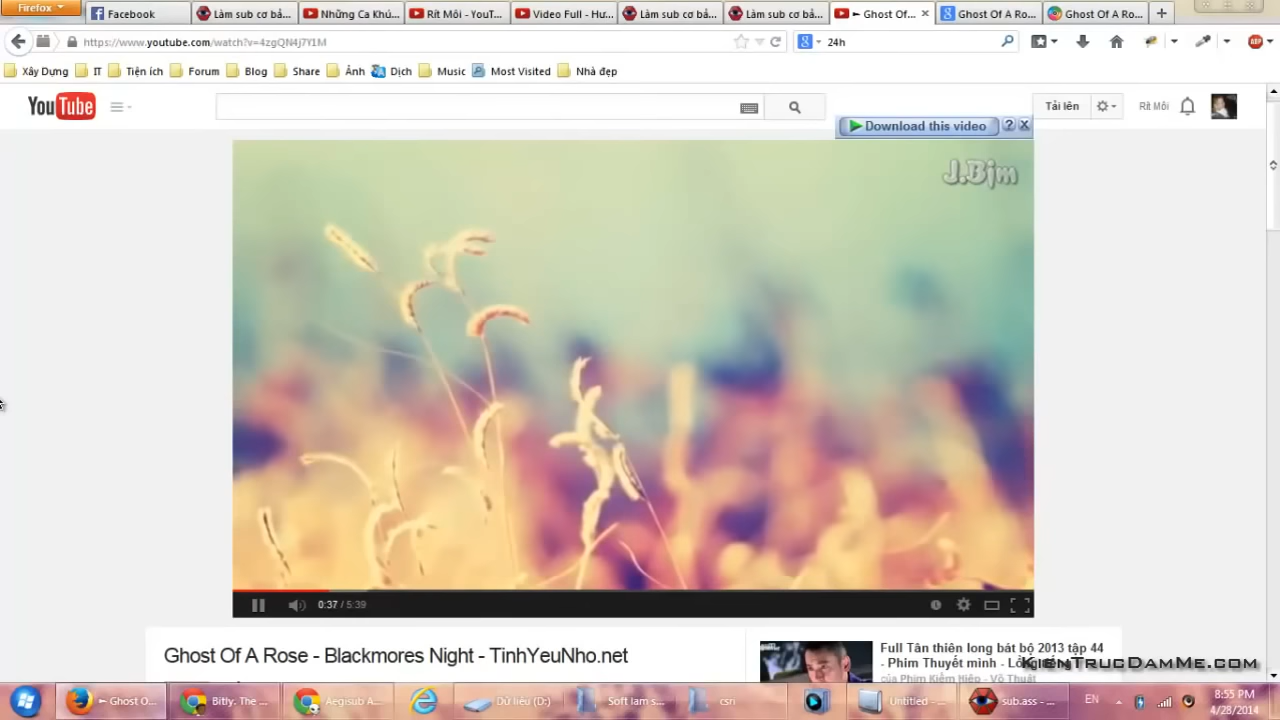 Firefox
Facebook
Làm sub cơ bả...
Những Ca Khú...
Rít Môi - YouT...
Video Full - Hư...
Làm sub cơ bả...
Làm sub cơ bả...
► Ghost Of...
Ghost Of A Ro...
Ghost Of A Ro...
https://www.youtube.com/watch?v=4zgQN4j7Y1M
24h
ABP
Xây Dựng
IT
Tiện ích
Forum
Blog
Share
Ảnh
Dịch
Music
Most Visited
Nhà đẹp
YouTube
Tải lên
Rít Môi
Download this video
J.Bjm
0:37 / 5:39
Ghost Of A Rose - Blackmores Night - TinhYeuNho.net
Full Tân thiên long bát bộ 2013 tập 44
- Phim Thuyết minh - Lồ
của Phim Kiếm Hiệp - Võ Thuật
KienTrucDamMe.com
► Ghost O...
Bitly. The ...
Aegisub A...
Dữ liệu (D:)
Soft lam s...
csn
Untitled - ...
sub.ass - ...
EN
8:55 PM
4/28/2014